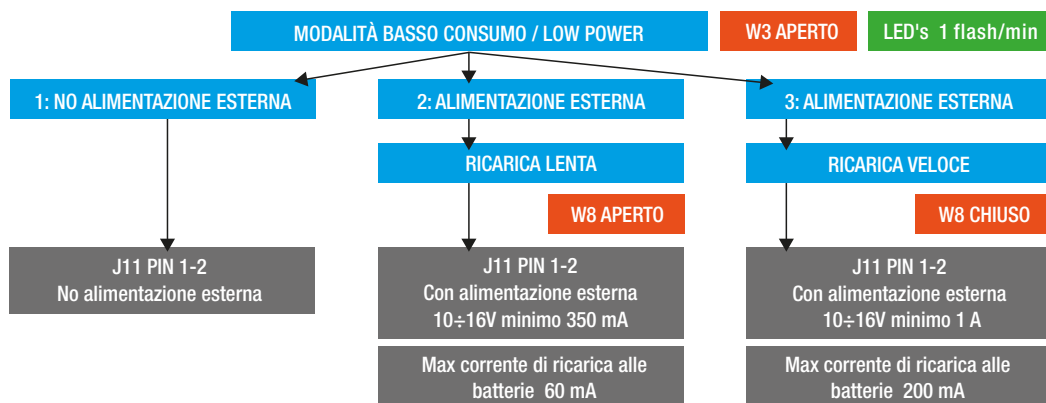 MODALITÀ BASSO CONSUMO / LOW POWER
W3 APERTO
LED's 1 flash/min
1: NO ALIMENTAZIONE ESTERNA
2: ALIMENTAZIONE ESTERNA
3: ALIMENTAZIONE ESTERNA
RICARICA LENTA
RICARICA VELOCE
W8 APERTO
W8 CHIUSO
J11 PIN 1-2
No alimentazione esterna
J11 PIN 1-2
Con alimentazione esterna
10÷16V minimo 350 mA
J11 PIN 1-2
Con alimentazione esterna
10÷16V minimo 1 A
Max corrente di ricarica alle
batterie 60 mA
Max corrente di ricarica alle
batterie 200 mA